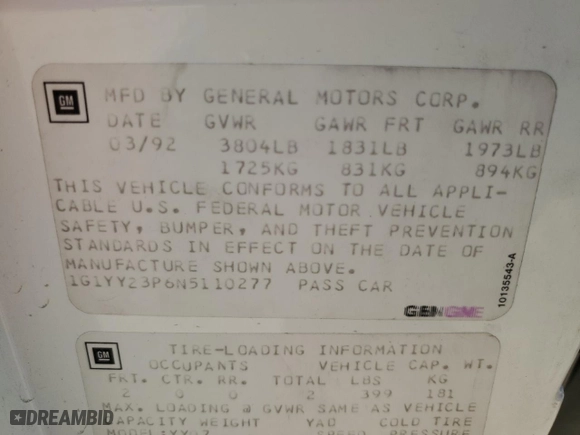 GM MFD BY GENERAL MOTORS CORP.
DATE GVWR GAWR FRT GAWR RR
03/92 3804LB 1831LB 1973LB
1725KG 831KG 894KG
THIS VEHICLE CONFORMS TO ALL APPLI-
CABLE U.S. FEDERAL MOTOR VEHICLE
SAFETY, BUMPER, AND THEFT PREVENTION
STANDARDS IN EFFECT ON THE DATE OF
MANUFACTURE SHOWN ABOVE.
1G1YY23P6N5110277 PASS CAR
10135543-A
GM TIRE-LOADING INFORMATION
OCCUPANTS VEHICLE CAP. WT.
FRT. CTR. RR. TOTAL LBS KG
2 0 0 2 399 181
MAX. LOADING @ GVWR SAME AS VEHICLE
CAPACITY WEIGHT COLD TIRE
PRESSURE
DREAMBID